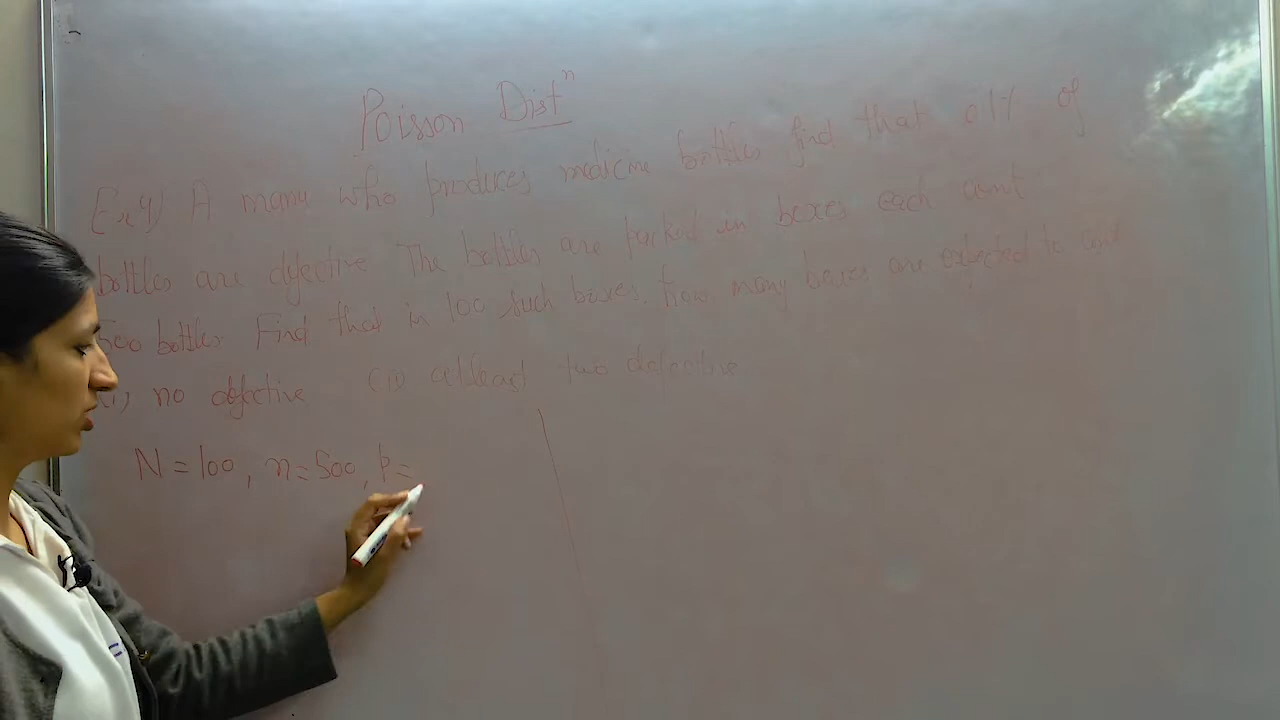 Poisson Distⁿ
Ex 4) A manu who produces medicine bottles find that 0.1% of
bottles are defective The bottles are packed in boxes each cont
500 bottles. Find that in 100 such boxes, how many boxes are expected to cont
(i) no defective (ii) atleast two defective
N = 100, n = 500, p =